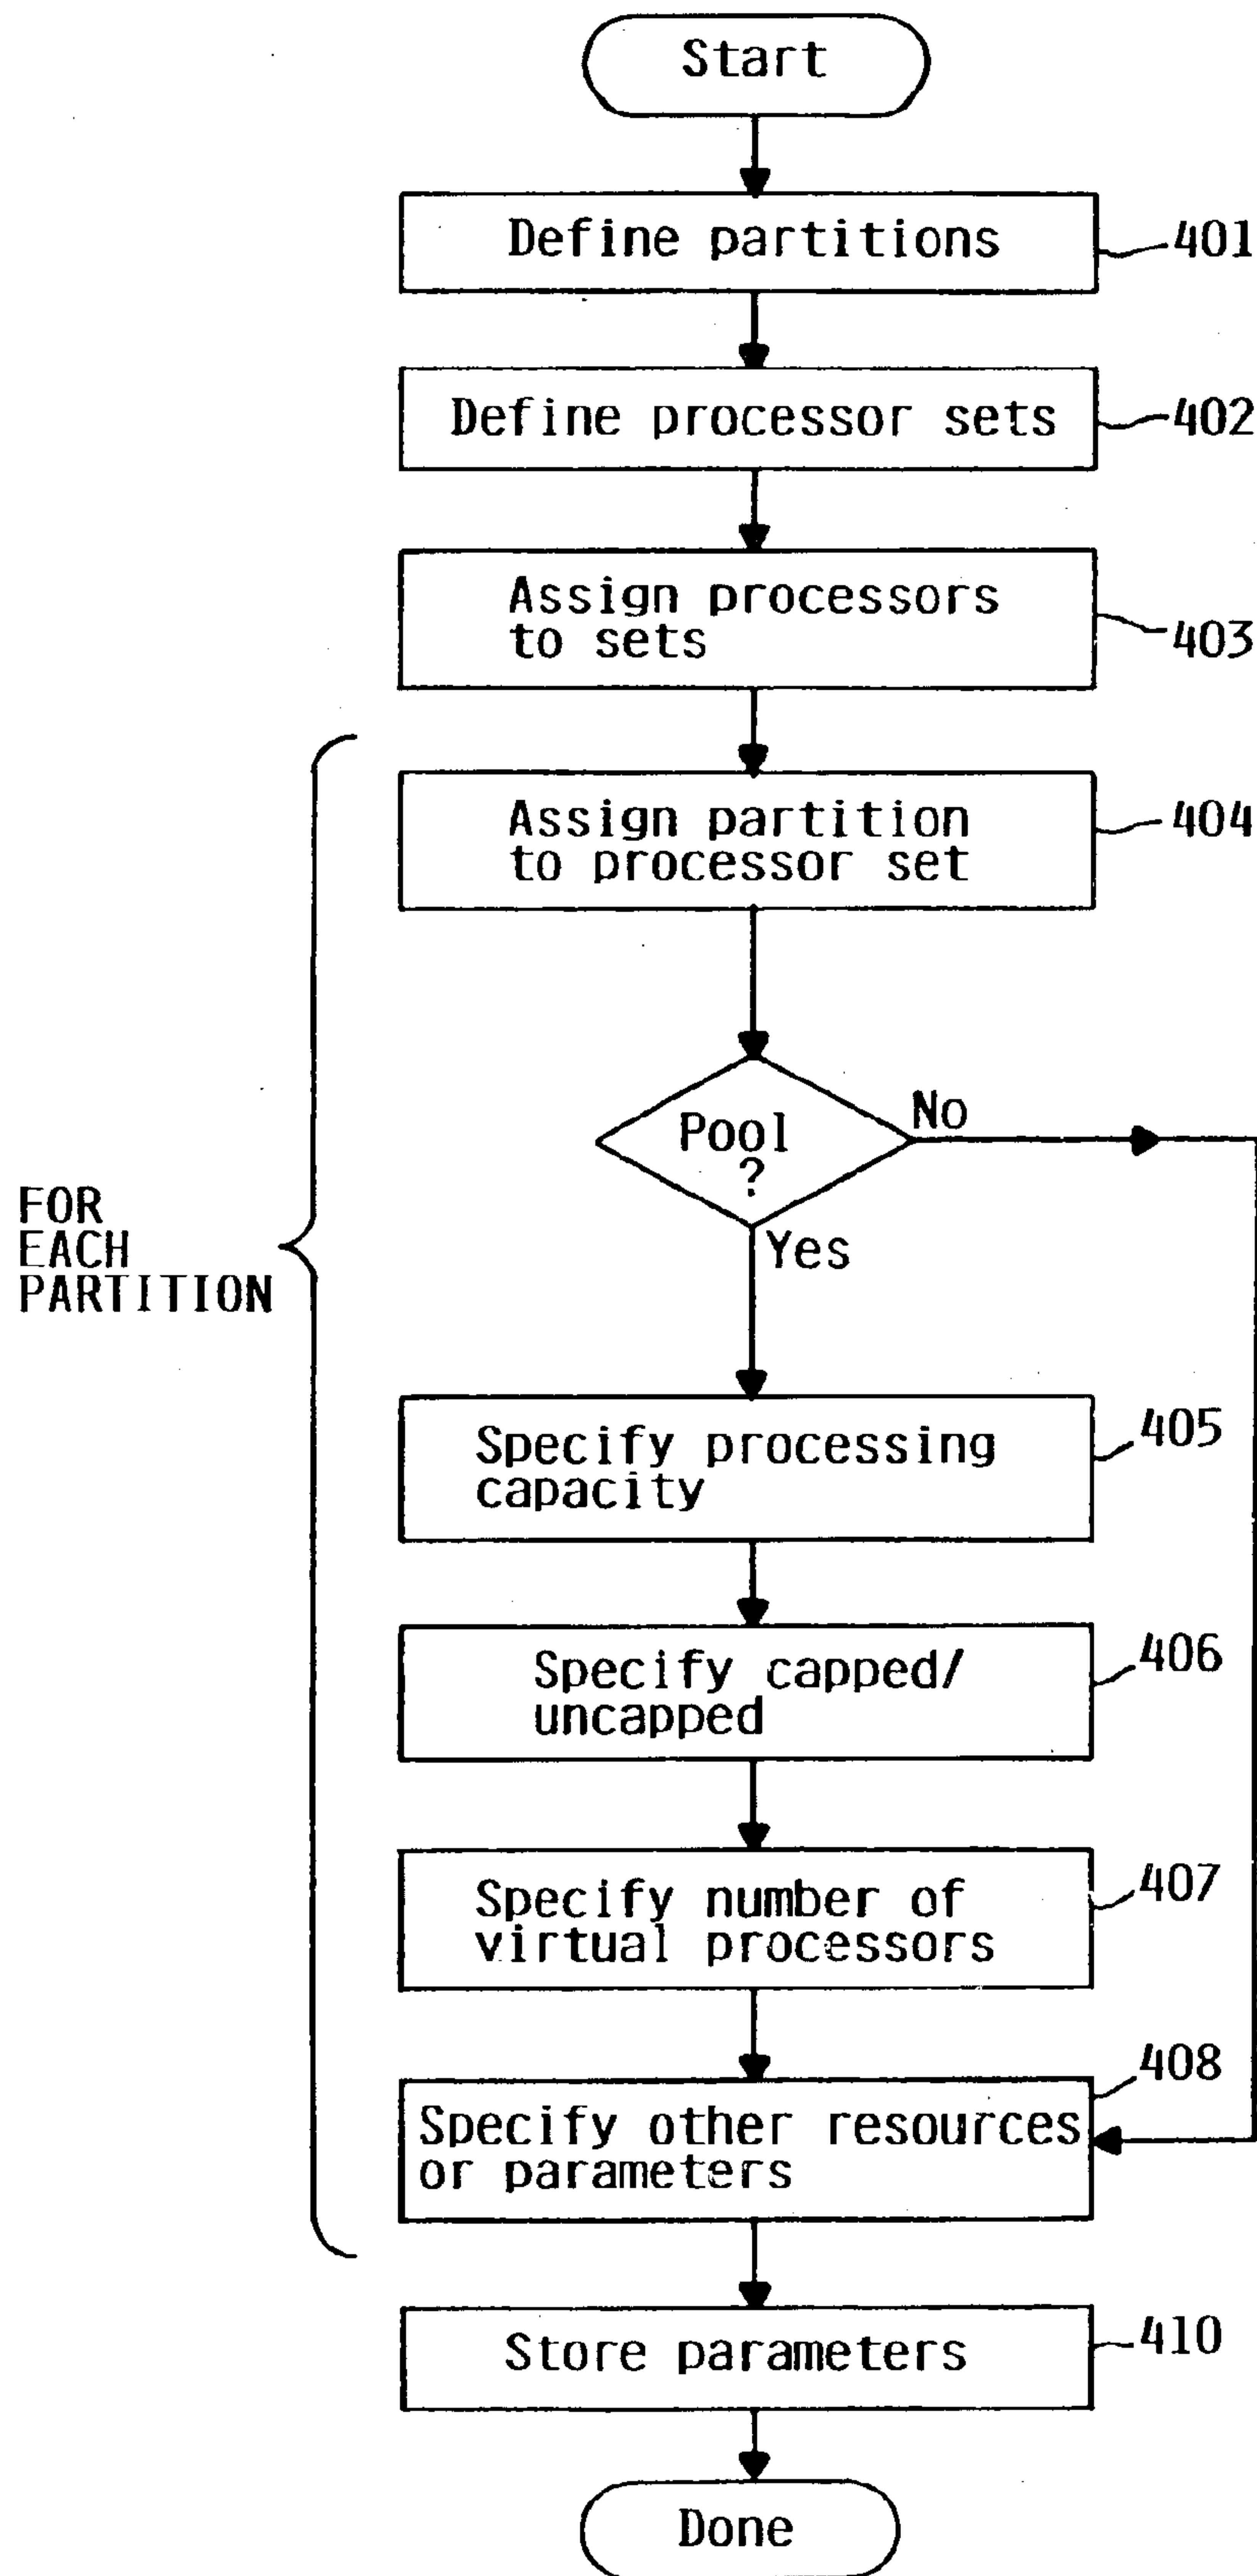 Start
Define partitions
401
Define processor sets
402
Assign processors
to sets
403
Assign partition
to processor set
404
Pool
?
No
Yes
FOR
EACH
PARTITION
Specify processing
capacity
405
Specify capped/
uncapped
406
Specify number of
virtual processors
407
Specify other resources
or parameters
408
Store parameters
410
Done